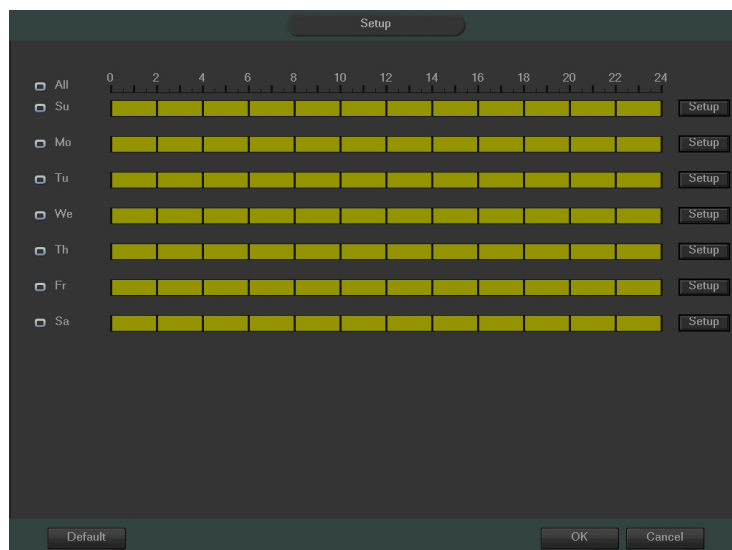 Setup
0 2 4 6 8 10 12 14 16 18 20 22 24
All
Su Setup
Mo Setup
Tu Setup
We Setup
Th Setup
Fr Setup
Sa Setup
Default OK Cancel